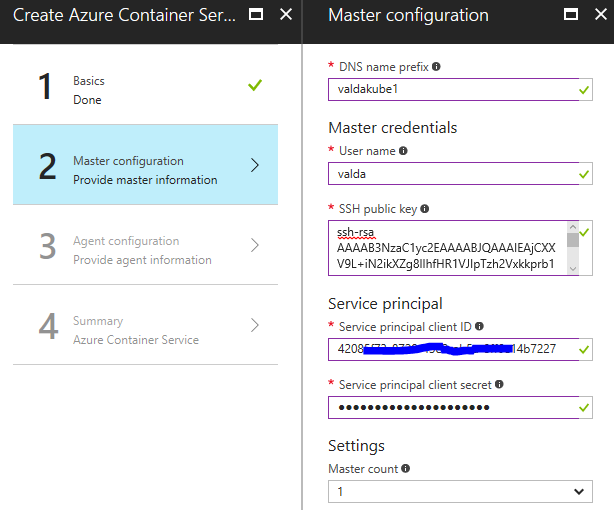 Create Azure Container Ser...
1
Basics
Done
2
Master configuration
Provide master information
3
Agent configuration
Provide agent information
4
Summary
Azure Container Service
Master configuration
* DNS name prefix
valdakube1
Master credentials
* User name
valda
* SSH public key
ssh-rsa
AAAAB3NzaC1yc2EAAAABJQAAAIEAjCXX
V9L+iN2ikXZg8IlhfHR1VJIpTzh2Vxkkprb1
Service principal
* Service principal client ID
* Service principal client secret
●●●●●●●●●●●●●●●●●●●●●
Settings
Master count
1